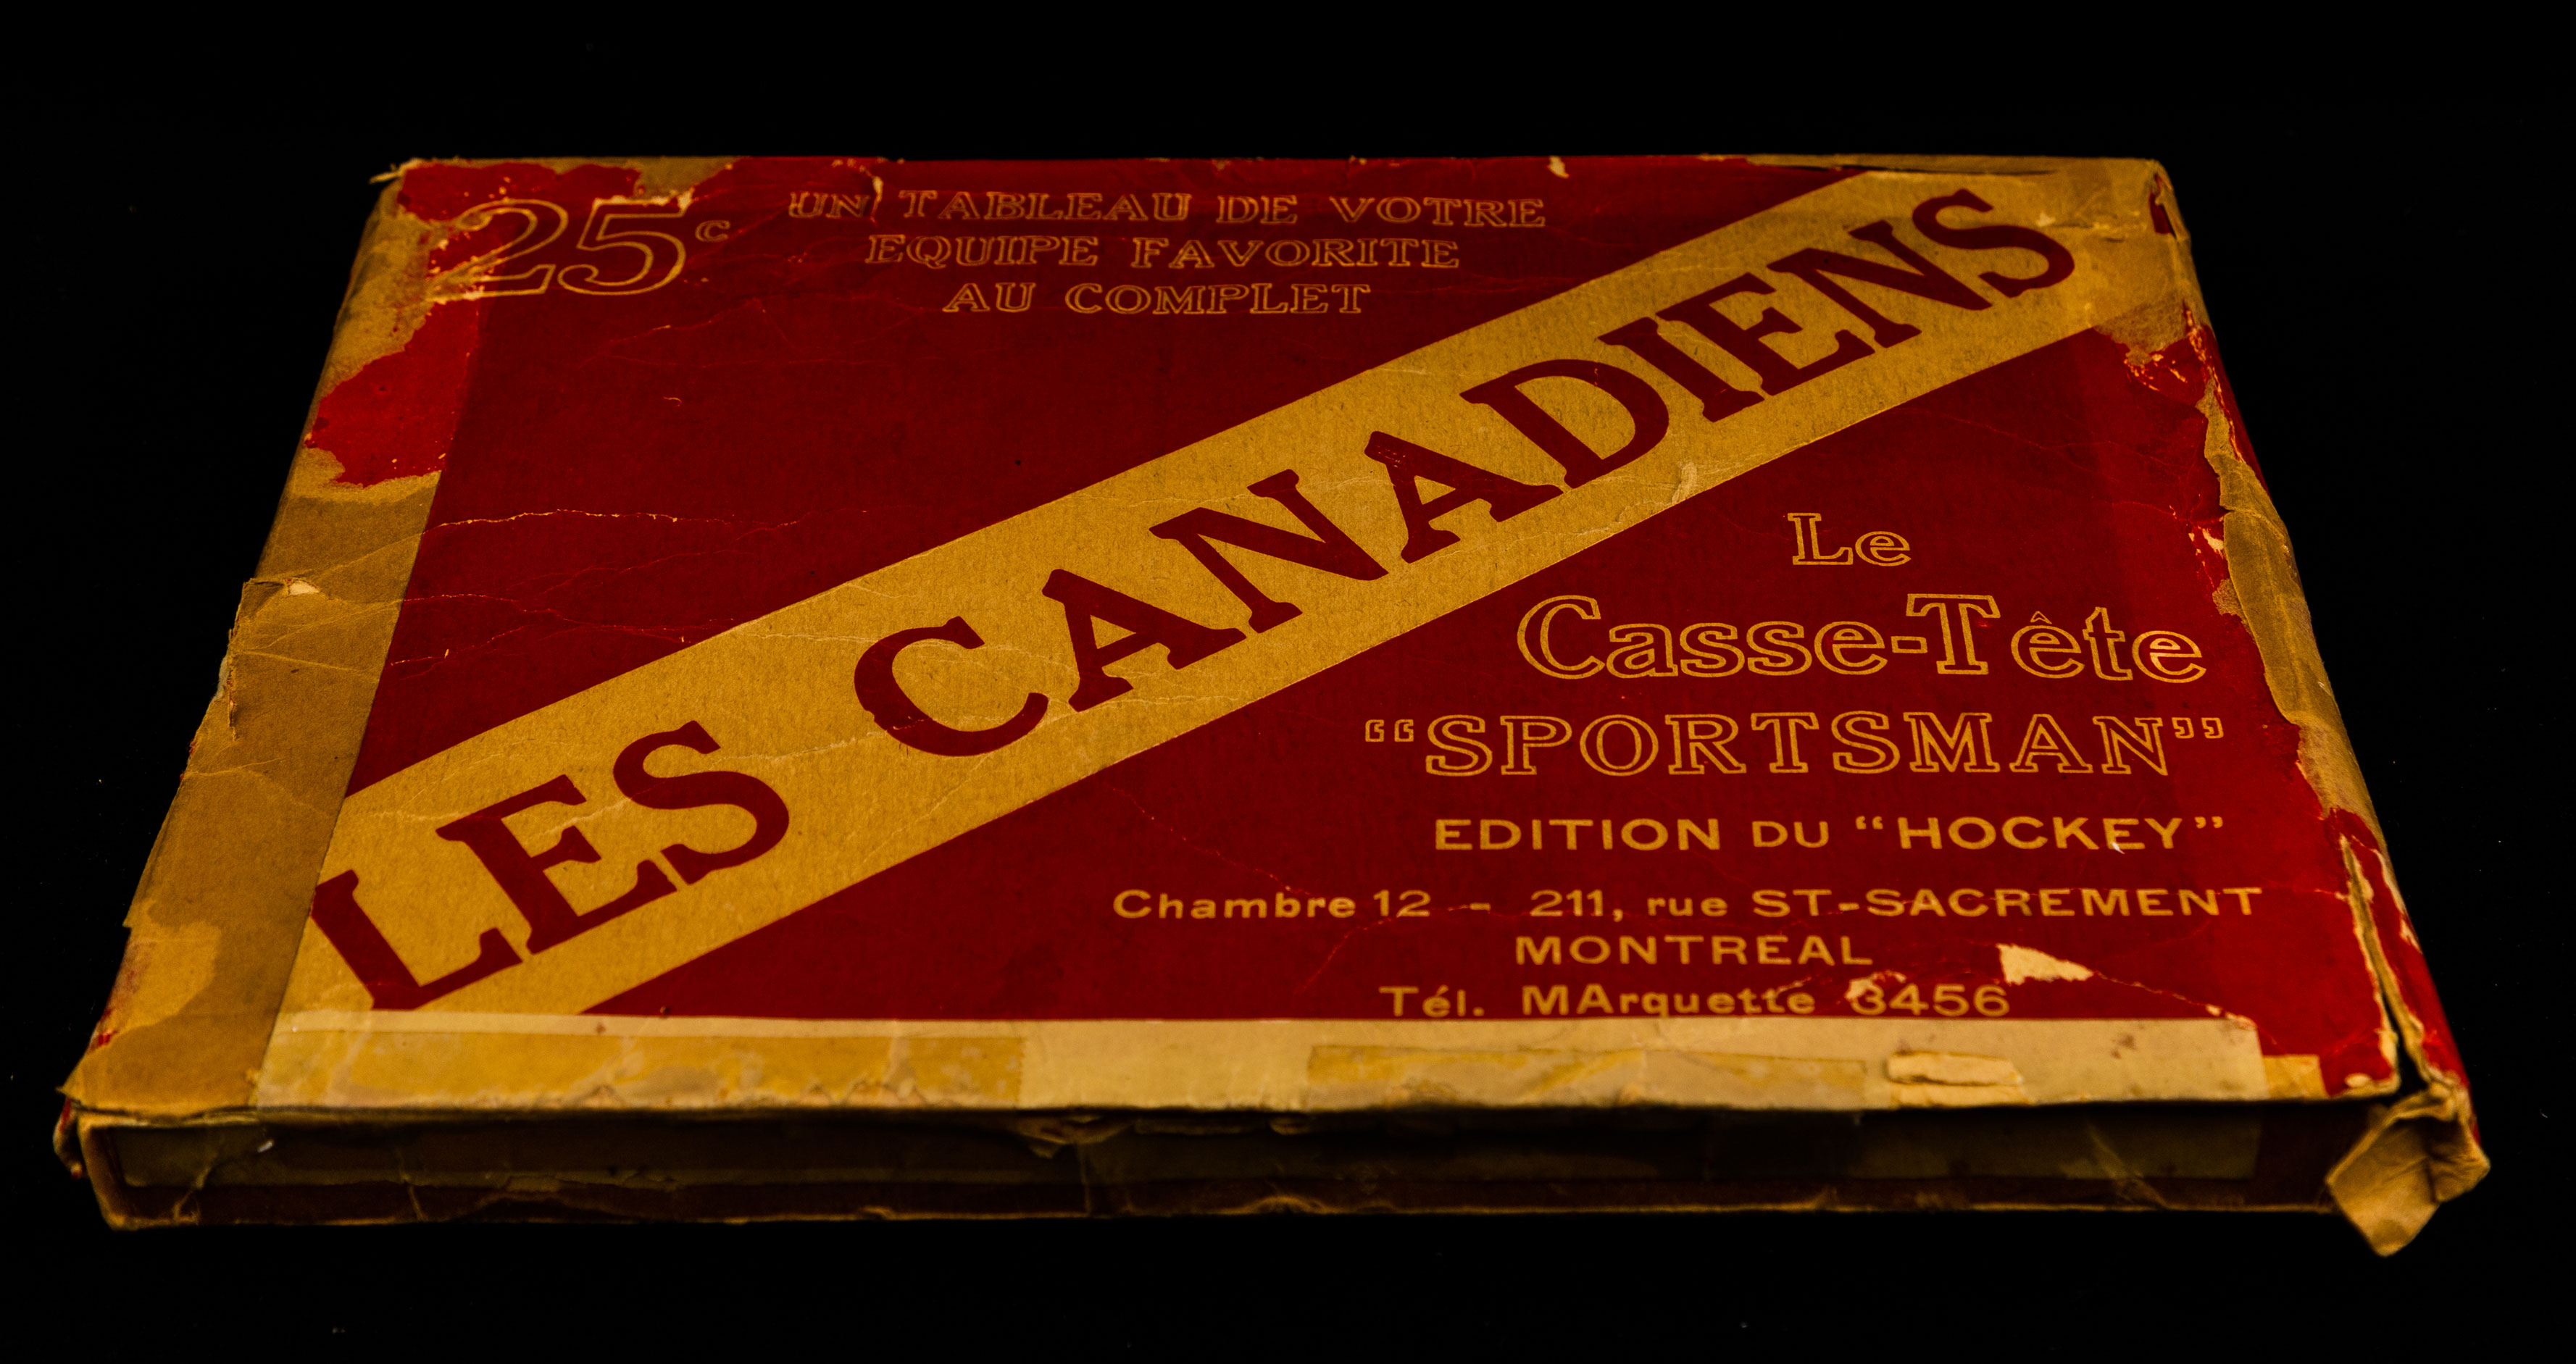 25c
UN TABLEAU DE VOTRE
EQUIPE FAVORITE
AU COMPLET
LES CANADIENS
Le
Casse-Tête
“SPORTSMAN”
EDITION DU “HOCKEY”
Chambre 12 - 211, rue ST-SACREMENT
MONTREAL
Tél. MArquette 3456